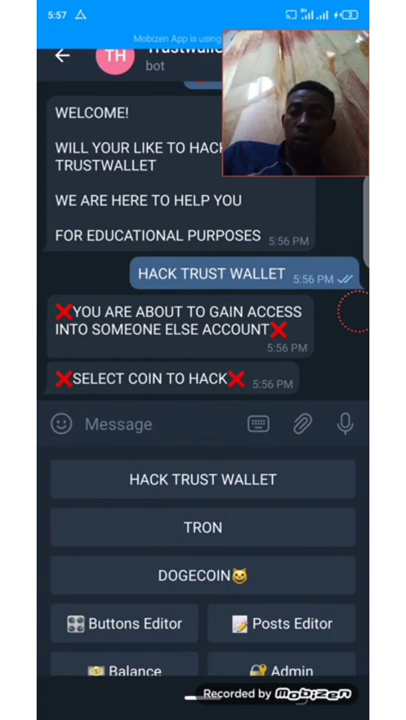 5:57
Mobizen App is using
TH
bot
WELCOME!
WILL YOUR LIKE TO HACK
TRUSTWALLET
WE ARE HERE TO HELP YOU
FOR EDUCATIONAL PURPOSES 5:56 PM
HACK TRUST WALLET 5:56 PM
❌YOU ARE ABOUT TO GAIN ACCESS
INTO SOMEONE ELSE ACCOUNT❌
5:56 PM
❌SELECT COIN TO HACK❌ 5:56 PM
Message
HACK TRUST WALLET
TRON
DOGECOIN😸
🎛 Buttons Editor
📝 Posts Editor
💵 Balance
🔐 Admin
Recorded by mobizen